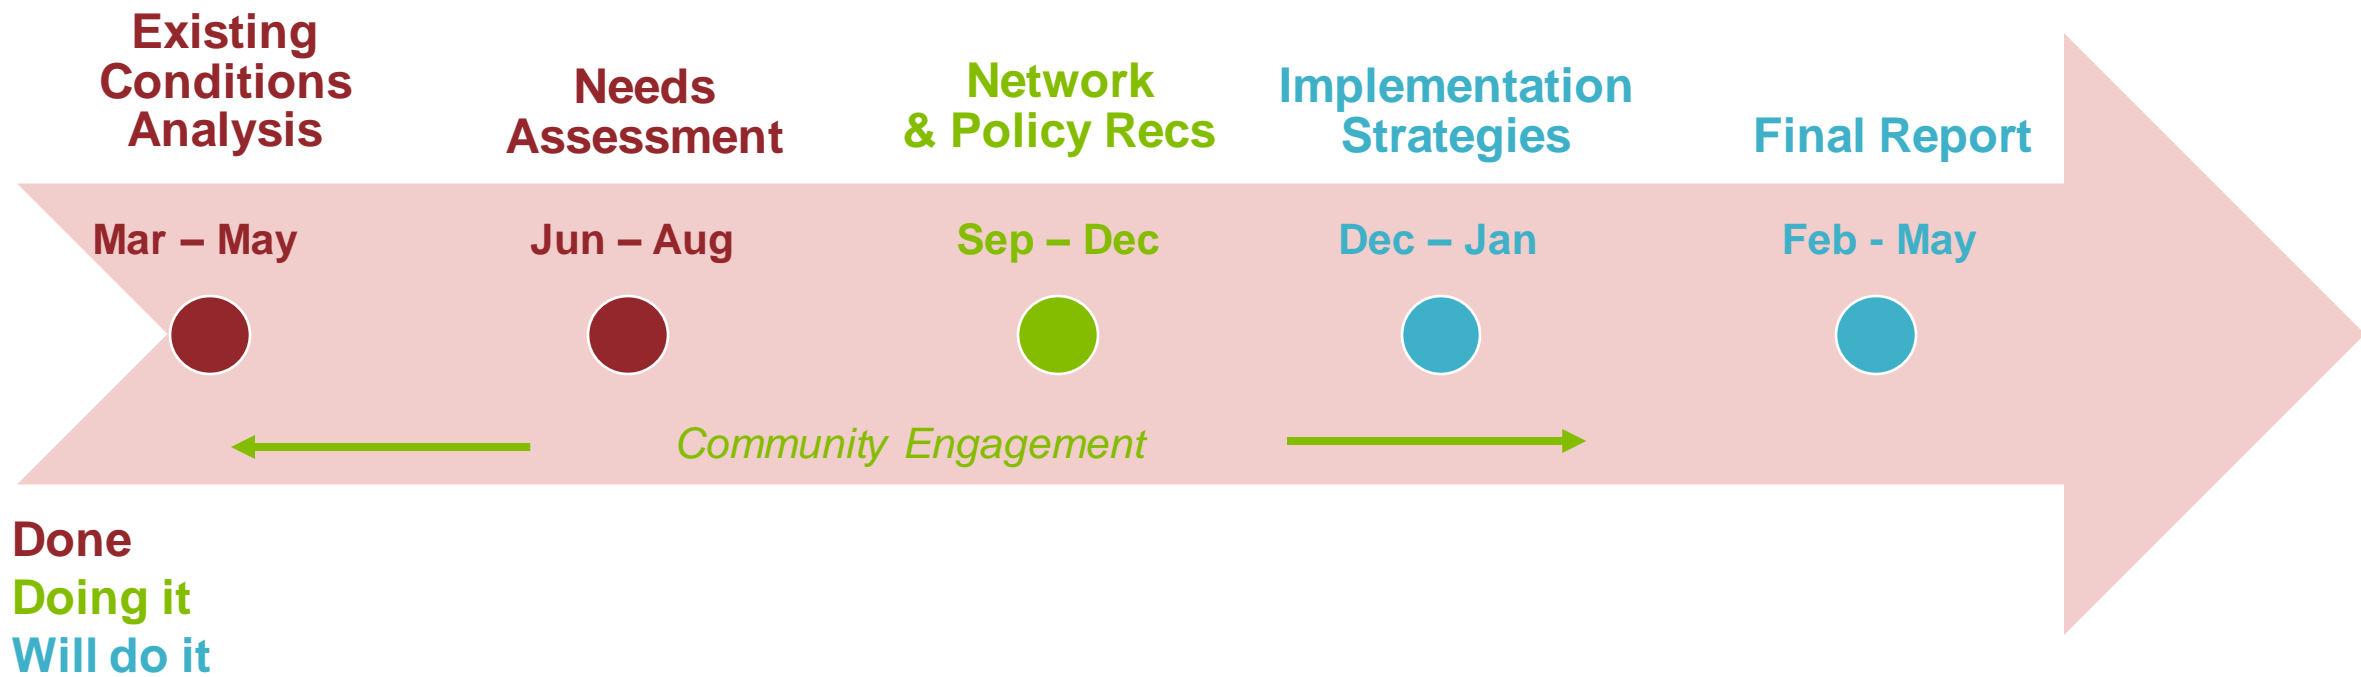 Existing
Conditions
Analysis
Needs
Assessment
Network
& Policy Recs
Implementation
Strategies
Final Report
Mar – May
Jun – Aug
Sep – Dec
Dec – Jan
Feb - May
Community Engagement
Done
Doing it
Will do it